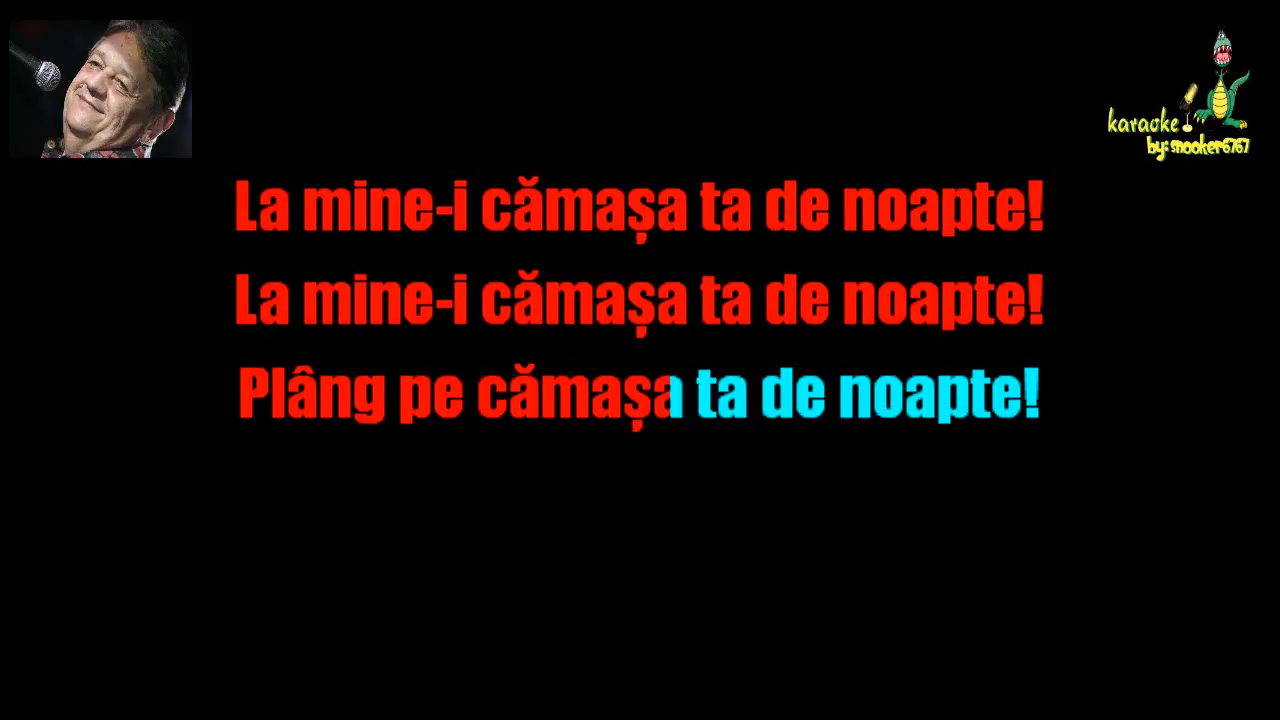 karaoke
by: snooker6767
La mine-i cămașa ta de noapte!
La mine-i cămașa ta de noapte!
Plâng pe cămașa ta de noapte!